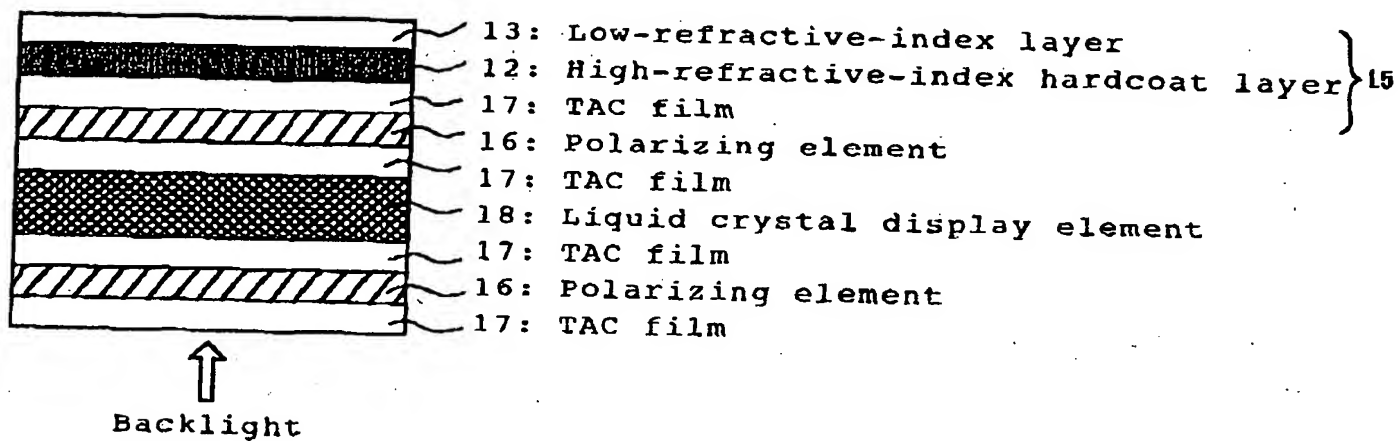 13: Low-refractive-index layer
12: High-refractive-index hardcoat layer
15
17: TAC film
16: Polarizing element
17: TAC film
18: Liquid crystal display element
17: TAC film
16: Polarizing element
17: TAC film
Backlight